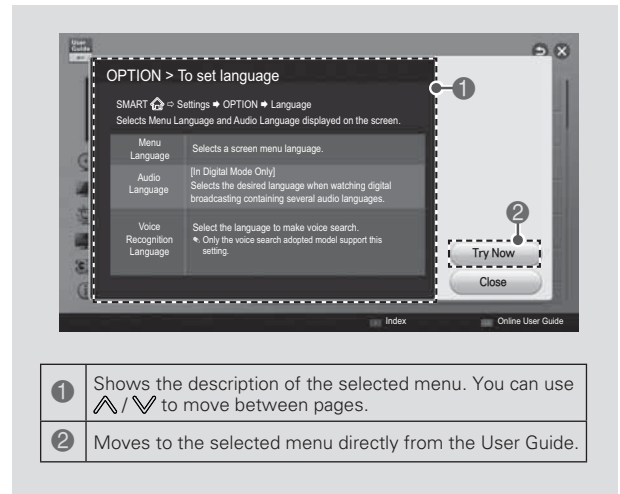 User
Guide
OPTION > To set language
❶
SMART ⇨ Settings ➡ OPTION ➡ Language
Selects Menu Language and Audio Language displayed on the screen.
Menu
Language
Selects a screen menu language.
Audio
Language
[In Digital Mode Only]
Selects the desired language when watching digital
broadcasting containing several audio languages.
Voice
Recognition
Language
Select the language to make voice search.
Only the voice search adopted model support this
setting.
❷
Try Now
Close
Index
Online User Guide
❶ Shows the description of the selected menu. You can use
/ to move between pages.
❷ Moves to the selected menu directly from the User Guide.